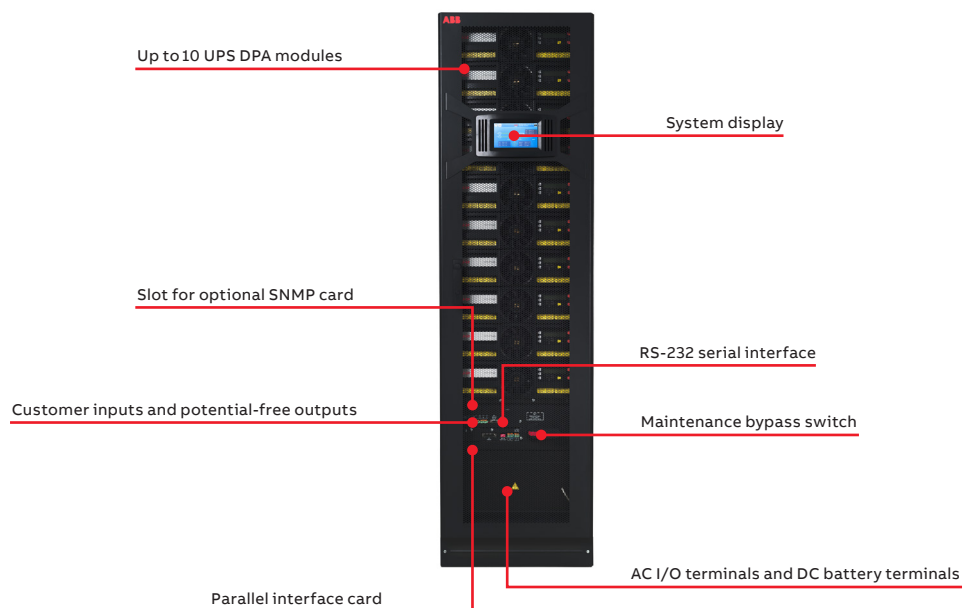 ABB
Up to 10 UPS DPA modules
System display
Slot for optional SNMP card
RS-232 serial interface
Customer inputs and potential-free outputs
Maintenance bypass switch
AC I/O terminals and DC battery terminals
Parallel interface card